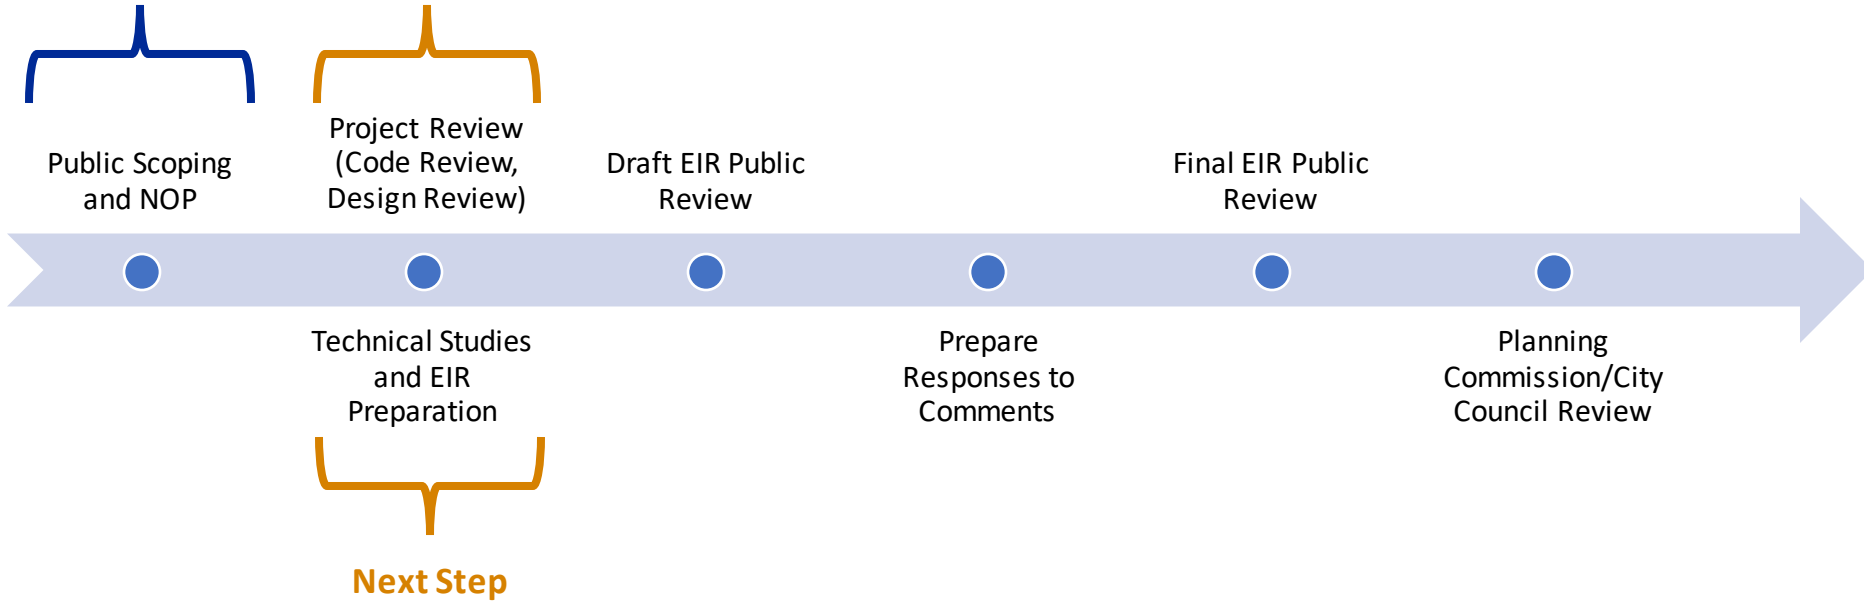 Public Scoping
and NOP
Project Review
(Code Review,
Design Review)
Draft EIR Public
Review
Final EIR Public
Review
Technical Studies
and EIR
Preparation
Prepare
Responses to
Comments
Planning
Commission/City
Council Review
Next Step